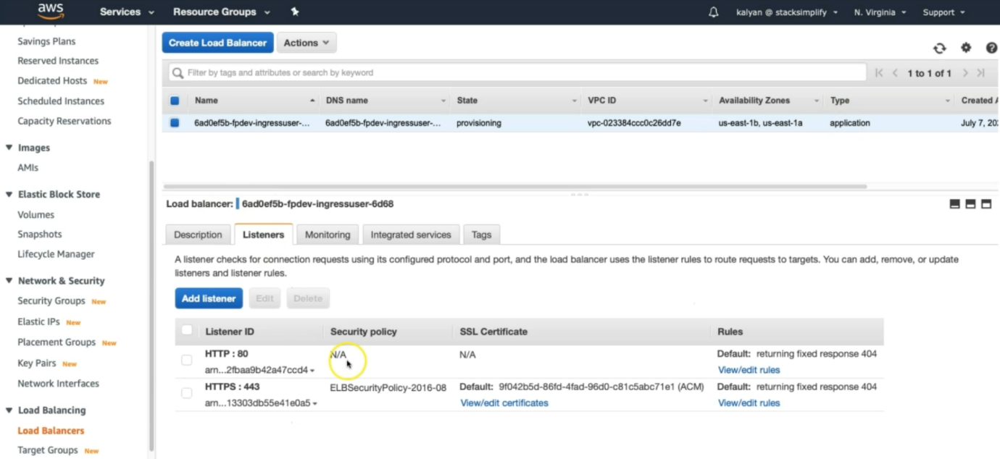 aws
Services
Resource Groups
kalyan @ stacksimplify
N. Virginia
Support
Savings Plans
Reserved Instances
Dedicated Hosts New
Scheduled Instances
Capacity Reservations
Images
AMIs
Elastic Block Store
Volumes
Snapshots
Lifecycle Manager
Network & Security
Security Groups New
Elastic IPs New
Placement Groups New
Key Pairs New
Network Interfaces
Load Balancing
Load Balancers
Target Groups New
Create Load Balancer
Actions
Filter by tags and attributes or search by keyword
1 to 1 of 1
Name DNS name State VPC ID Availability Zones Type Created
6ad0ef5b-fpdev-ingressuser-... 6ad0ef5b-fpdev-ingressuser-... provisioning vpc-023384ccc0c26dd7e us-east-1b, us-east-1a application July 7,
Load balancer: 6ad0ef5b-fpdev-ingressuser-6d68
Description Listeners Monitoring Integrated services Tags
A listener checks for connection requests using its configured protocol and port, and the load balancer uses the listener rules to route requests to targets. You can add, remove, or update
listeners and listener rules.
Add listener Edit Delete
Listener ID Security policy SSL Certificate Rules
HTTP : 80 N/A N/A Default: returning fixed response 404
arn...2fbaa9b42a47ccd4 View/edit rules
HTTPS : 443 ELBSecurityPolicy-2016-08 Default: 9f042b5d-86fd-4fad-96d0-c81c5abc71e1 (ACM) Default: returning fixed response 404
arn...13303db55e41e0a5 View/edit certificates View/edit rules